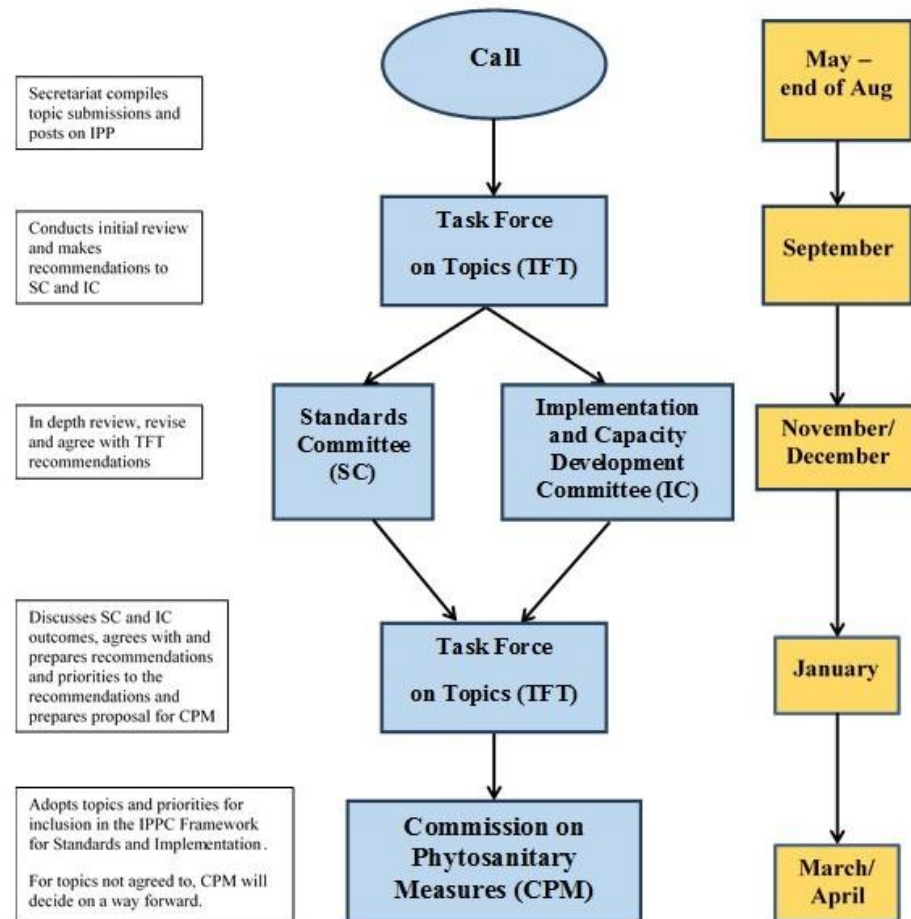 Call
May –
end of Aug
Secretariat compiles
topic submissions and
posts on IPP
Conducts initial review
and makes
recommendations to
SC and IC
Task Force
on Topics (TFT)
September
In depth review, revise
and agree with TFT
recommendations
Standards
Committee
(SC)
Implementation
and Capacity
Development
Committee (IC)
November/
December
Discusses SC and IC
outcomes, agrees with and
prepares recommendations
and priorities to the
recommendations and
prepares proposal for CPM
Task Force
on Topics (TFT)
January
Adopts topics and priorities for
inclusion in the IPPC Framework
for Standards and Implementation.
For topics not agreed to, CPM will
decide on a way forward.
Commission on
Phytosanitary
Measures (CPM)
March/
April